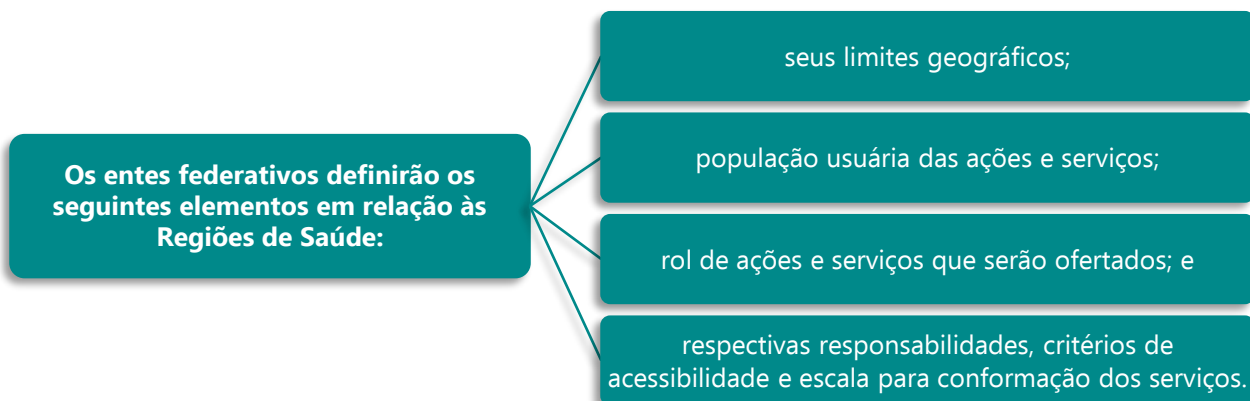 Os entes federativos definirão os
seguintes elementos em relação às
Regiões de Saúde:
seus limites geográficos;
população usuária das ações e serviços;
rol de ações e serviços que serão ofertados; e
respectivas responsabilidades, critérios de
acessibilidade e escala para conformação dos serviços.